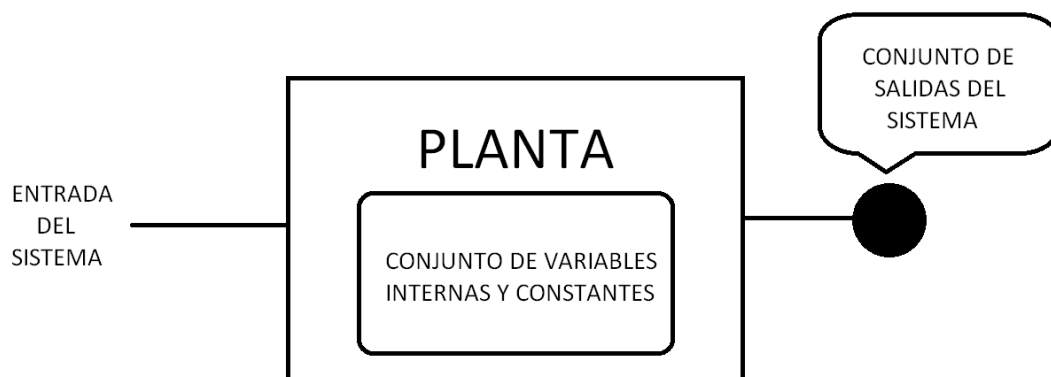 ENTRADA
DEL
SISTEMA
PLANTA
CONJUNTO DE VARIABLES
INTERNAS Y CONSTANTES
CONJUNTO DE
SALIDAS DEL
SISTEMA